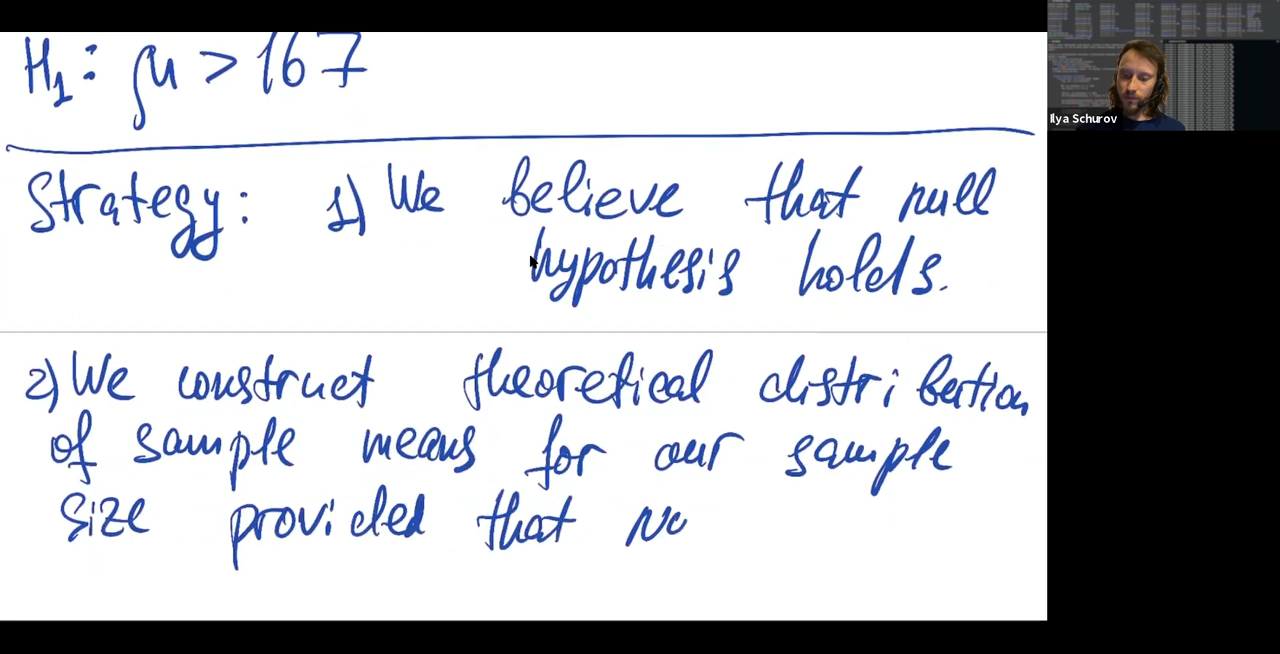 H₁: μ > 167
Strategy: 1) We believe that null
hypothesis holds.
2) We construct theoretical distribution
of sample means for our sample
size provided that
Ilya Schurov